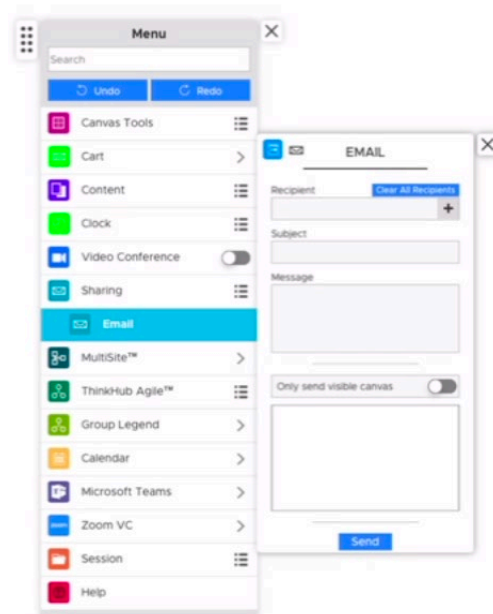 Menu
Search
Undo Redo
Canvas Tools
Cart
Content
Clock
Video Conference
Sharing
Email
MultiSite™
ThinkHub Agile™
Group Legend
Calendar
Microsoft Teams
zoom Zoom VC
Session
Help
EMAIL
Recipient Clear All Recipients
+
Subject
Message
Only send visible canvas
Send